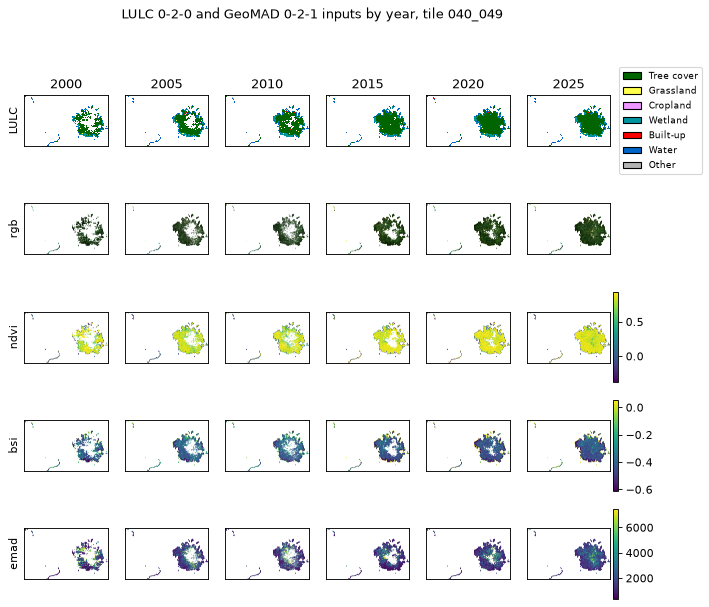 LULC 0-2-0 and GeoMAD 0-2-1 inputs by year, tile 040_049
2000 2005 2010 2015 2020 2025
LULC
Tree cover
Grassland
Cropland
Wetland
Built-up
Water
Other
rgb
ndvi
0.5
0.0
bsi
0.0
−0.2
−0.4
−0.6
emad
6000
4000
2000